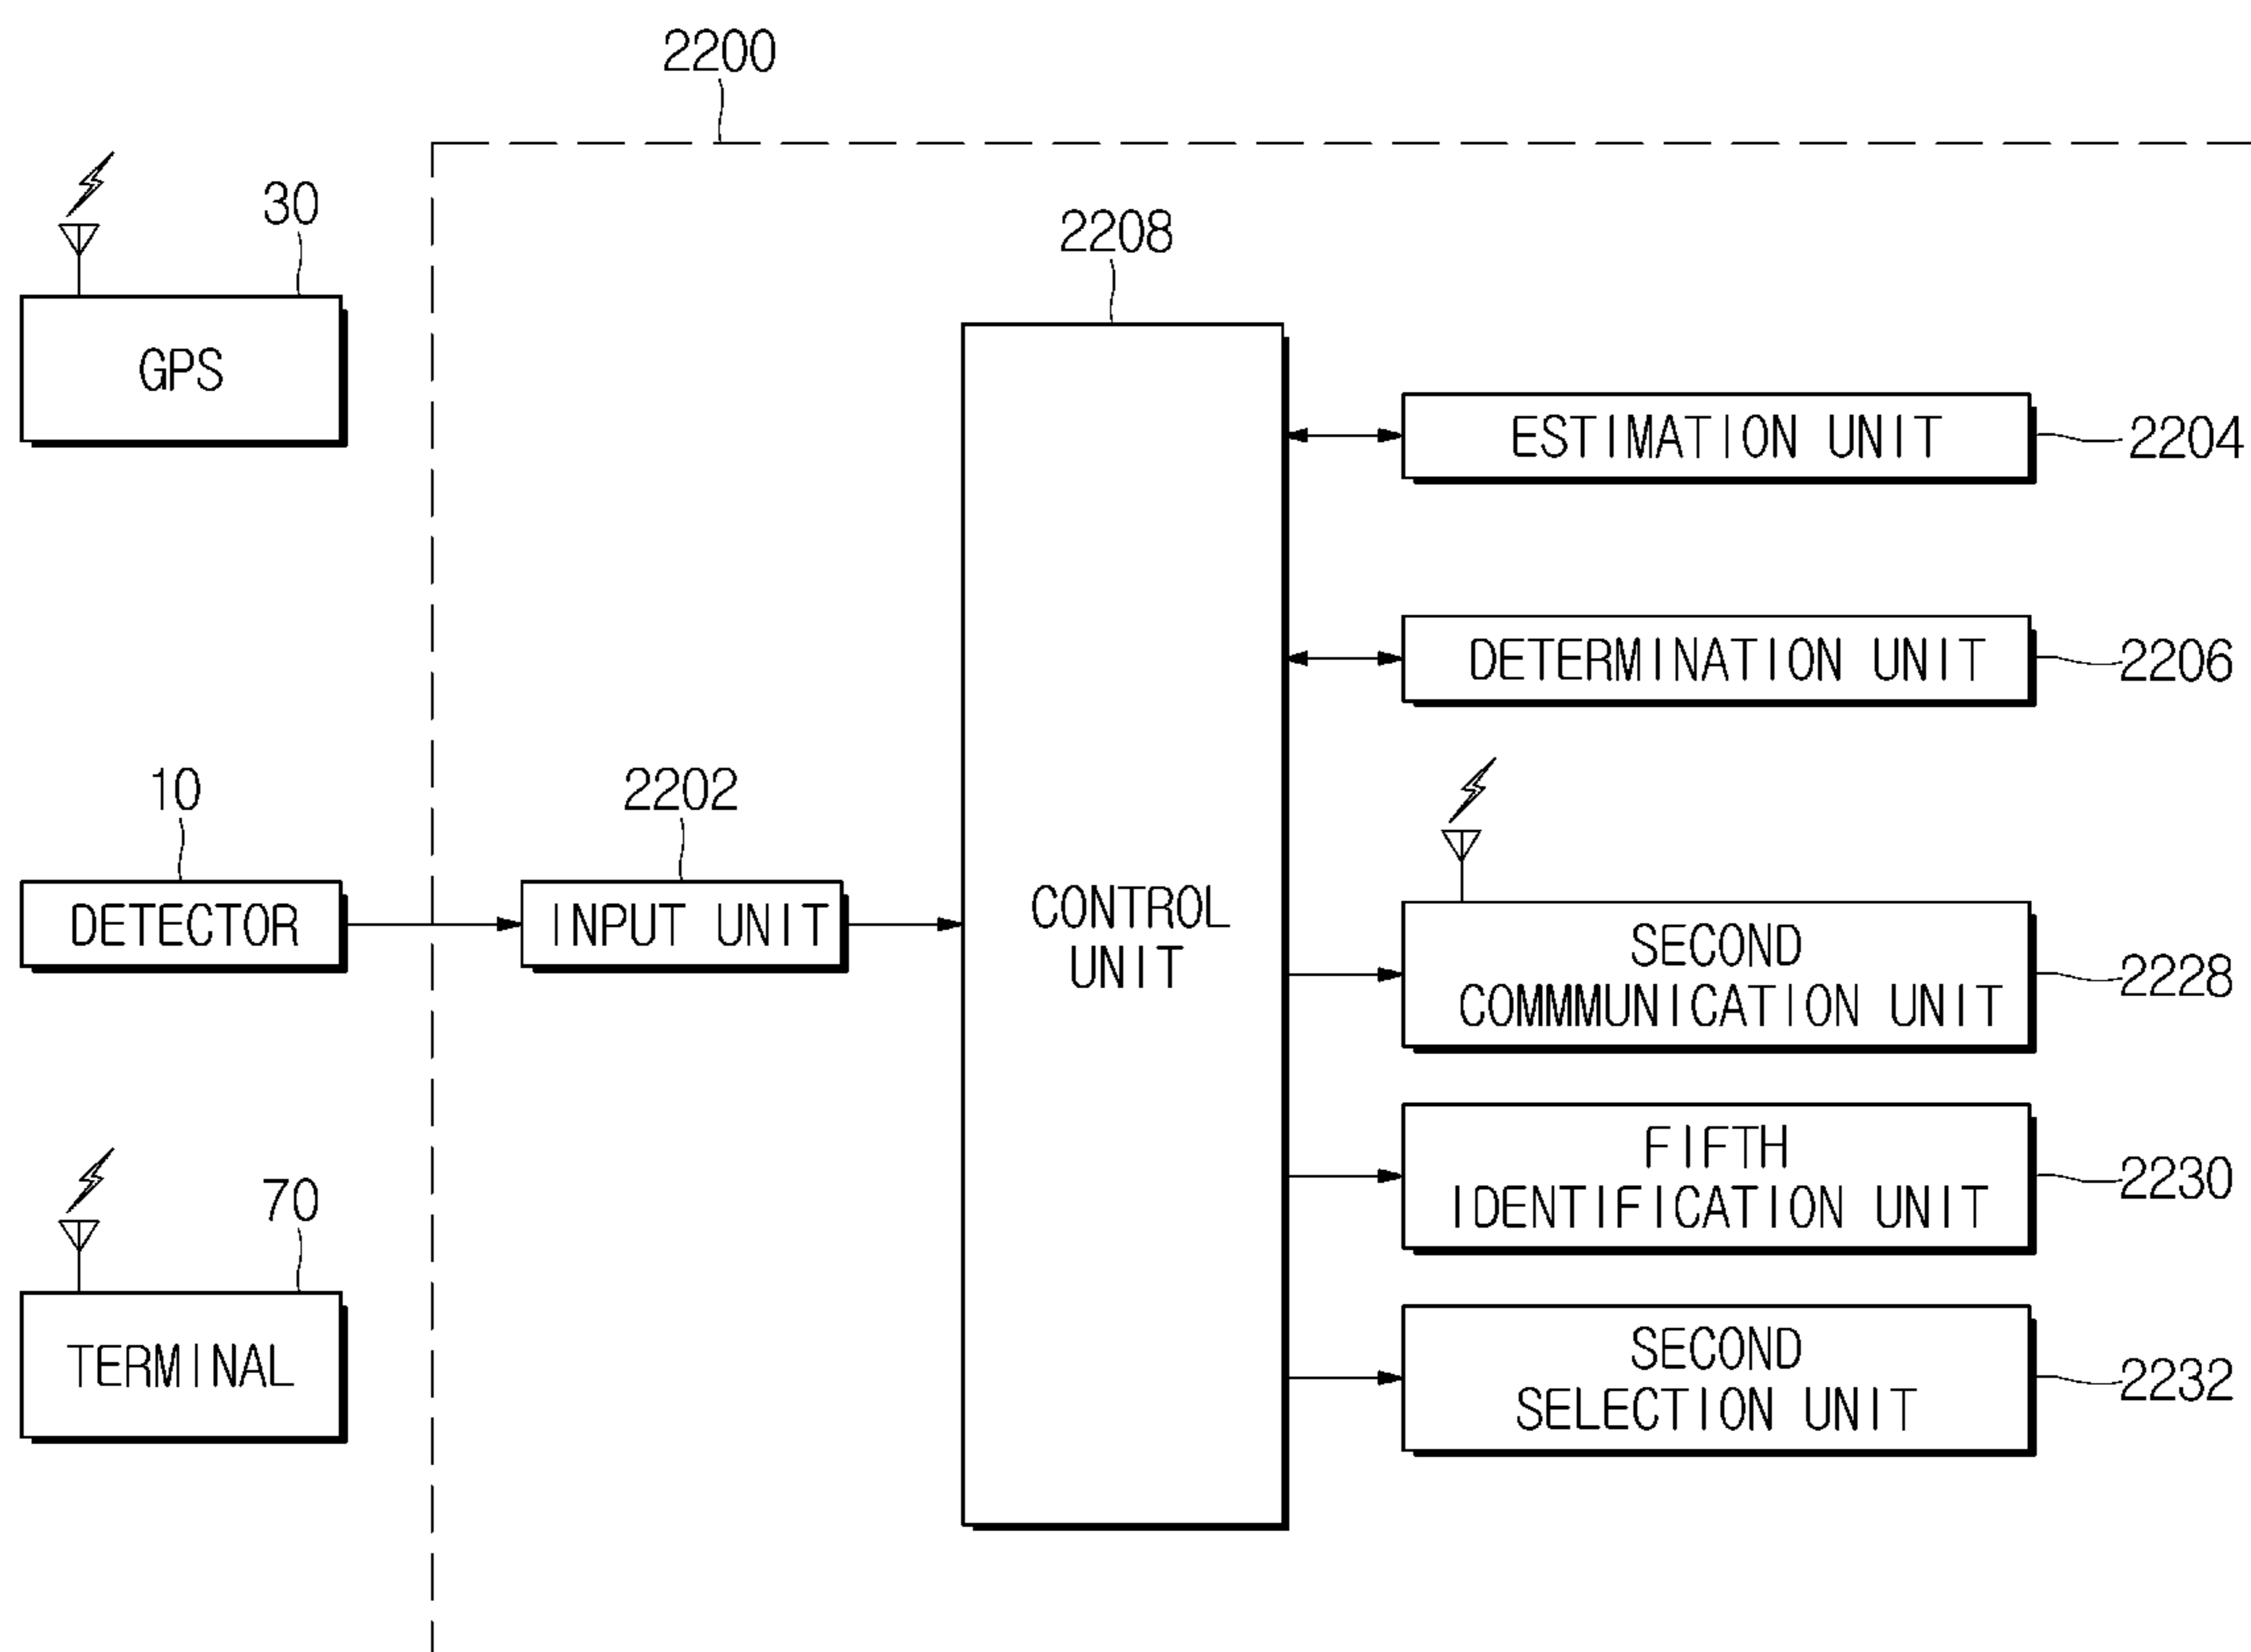 2200
30
GPS
2208
ESTIMATION UNIT
2204
DETERMINATION UNIT
2206
10
DETECTOR
2202
INPUT UNIT
CONTROL
UNIT
SECOND
COMMMUNICATION UNIT
2228
70
TERMINAL
FIFTH
IDENTIFICATION UNIT
2230
SECOND
SELECTION UNIT
2232